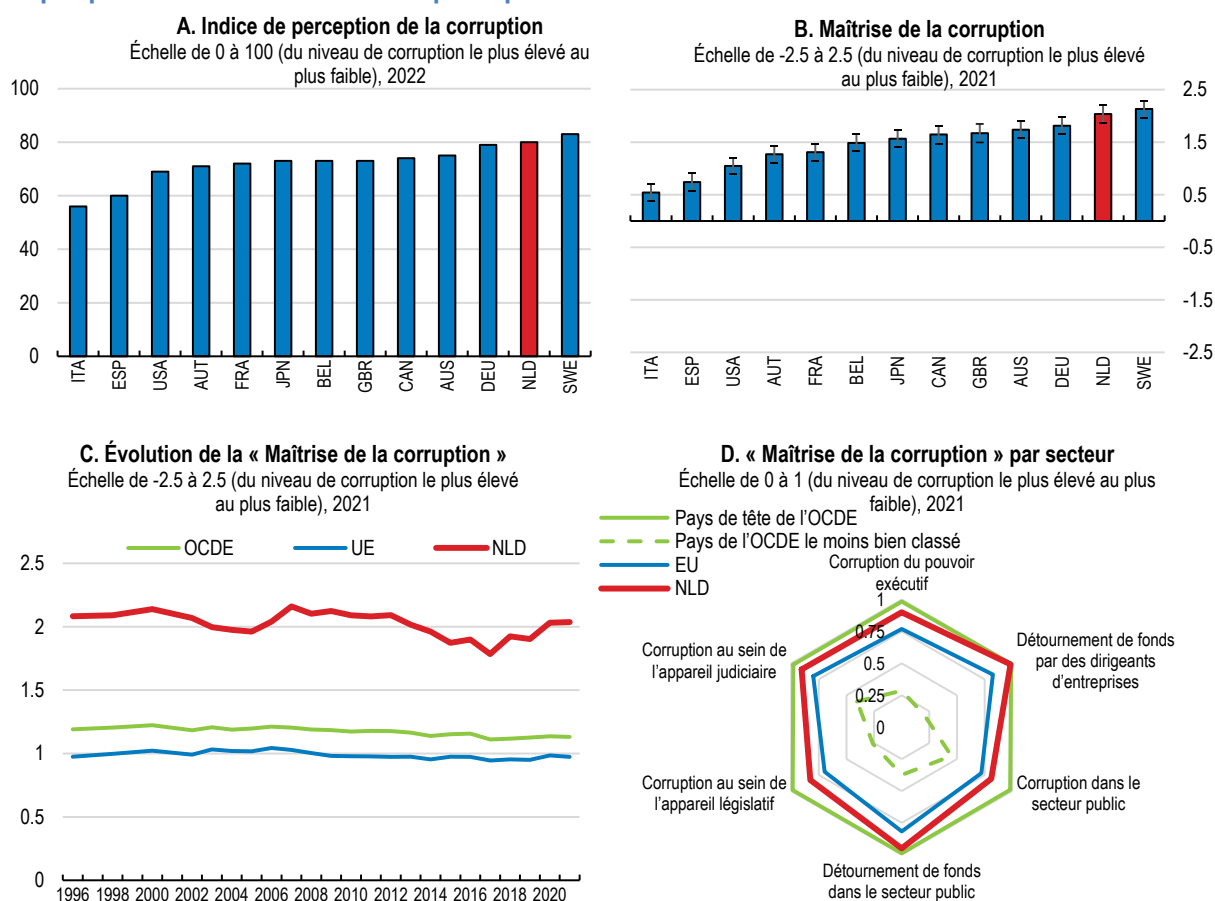 A. Indice de perception de la corruption
Échelle de 0 à 100 (du niveau de corruption le plus élevé au
plus faible), 2022
100
80
60
40
20
0
ITA
ESP
USA
AUT
FRA
JPN
BEL
GBR
CAN
AUS
DEU
NLD
SWE
B. Maîtrise de la corruption
Échelle de -2.5 à 2.5 (du niveau de corruption le plus élevé
au plus faible), 2021
2.5
1.5
0.5
-0.5
-1.5
-2.5
ITA
ESP
USA
AUT
FRA
BEL
JPN
CAN
GBR
AUS
DEU
NLD
SWE
C. Évolution de la « Maîtrise de la corruption »
Échelle de -2.5 à 2.5 (du niveau de corruption le plus élevé
au plus faible), 2021
OCDE
UE
NLD
2.5
2
1.5
1
0.5
0
1996 1998 2000 2002 2004 2006 2008 2010 2012 2014 2016 2018 2020
D. « Maîtrise de la corruption » par secteur
Échelle de 0 à 1 (du niveau de corruption le plus élevé au plus
faible), 2021
Pays de tête de l'OCDE
Pays de l'OCDE le moins bien classé
EU
NLD
Corruption du pouvoir
exécutif
1
0.75
0.5
0.25
0
Détournement de fonds
par des dirigeants
d'entreprises
Corruption dans le
secteur public
Détournement de fonds
dans le secteur public
Corruption au sein de
l'appareil législatif
Corruption au sein de
l'appareil judiciaire